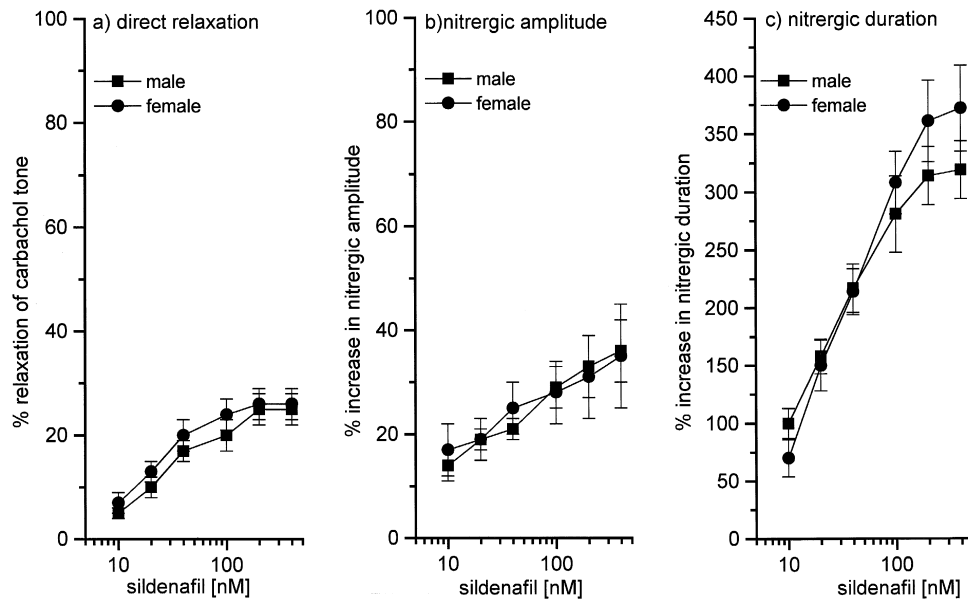 a) direct relaxation
male
female
100
80
60
40
20
0
% relaxation of carbachol tone
10
100
sildenafil [nM]
b)nitrergic amplitude
male
female
100
80
60
40
20
0
% increase in nitrergic amplitude
10
100
sildenafil [nM]
c) nitrergic duration
male
female
450
400
350
300
250
200
150
100
50
0
% increase in nitrergic duration
10
100
sildenafil [nM]